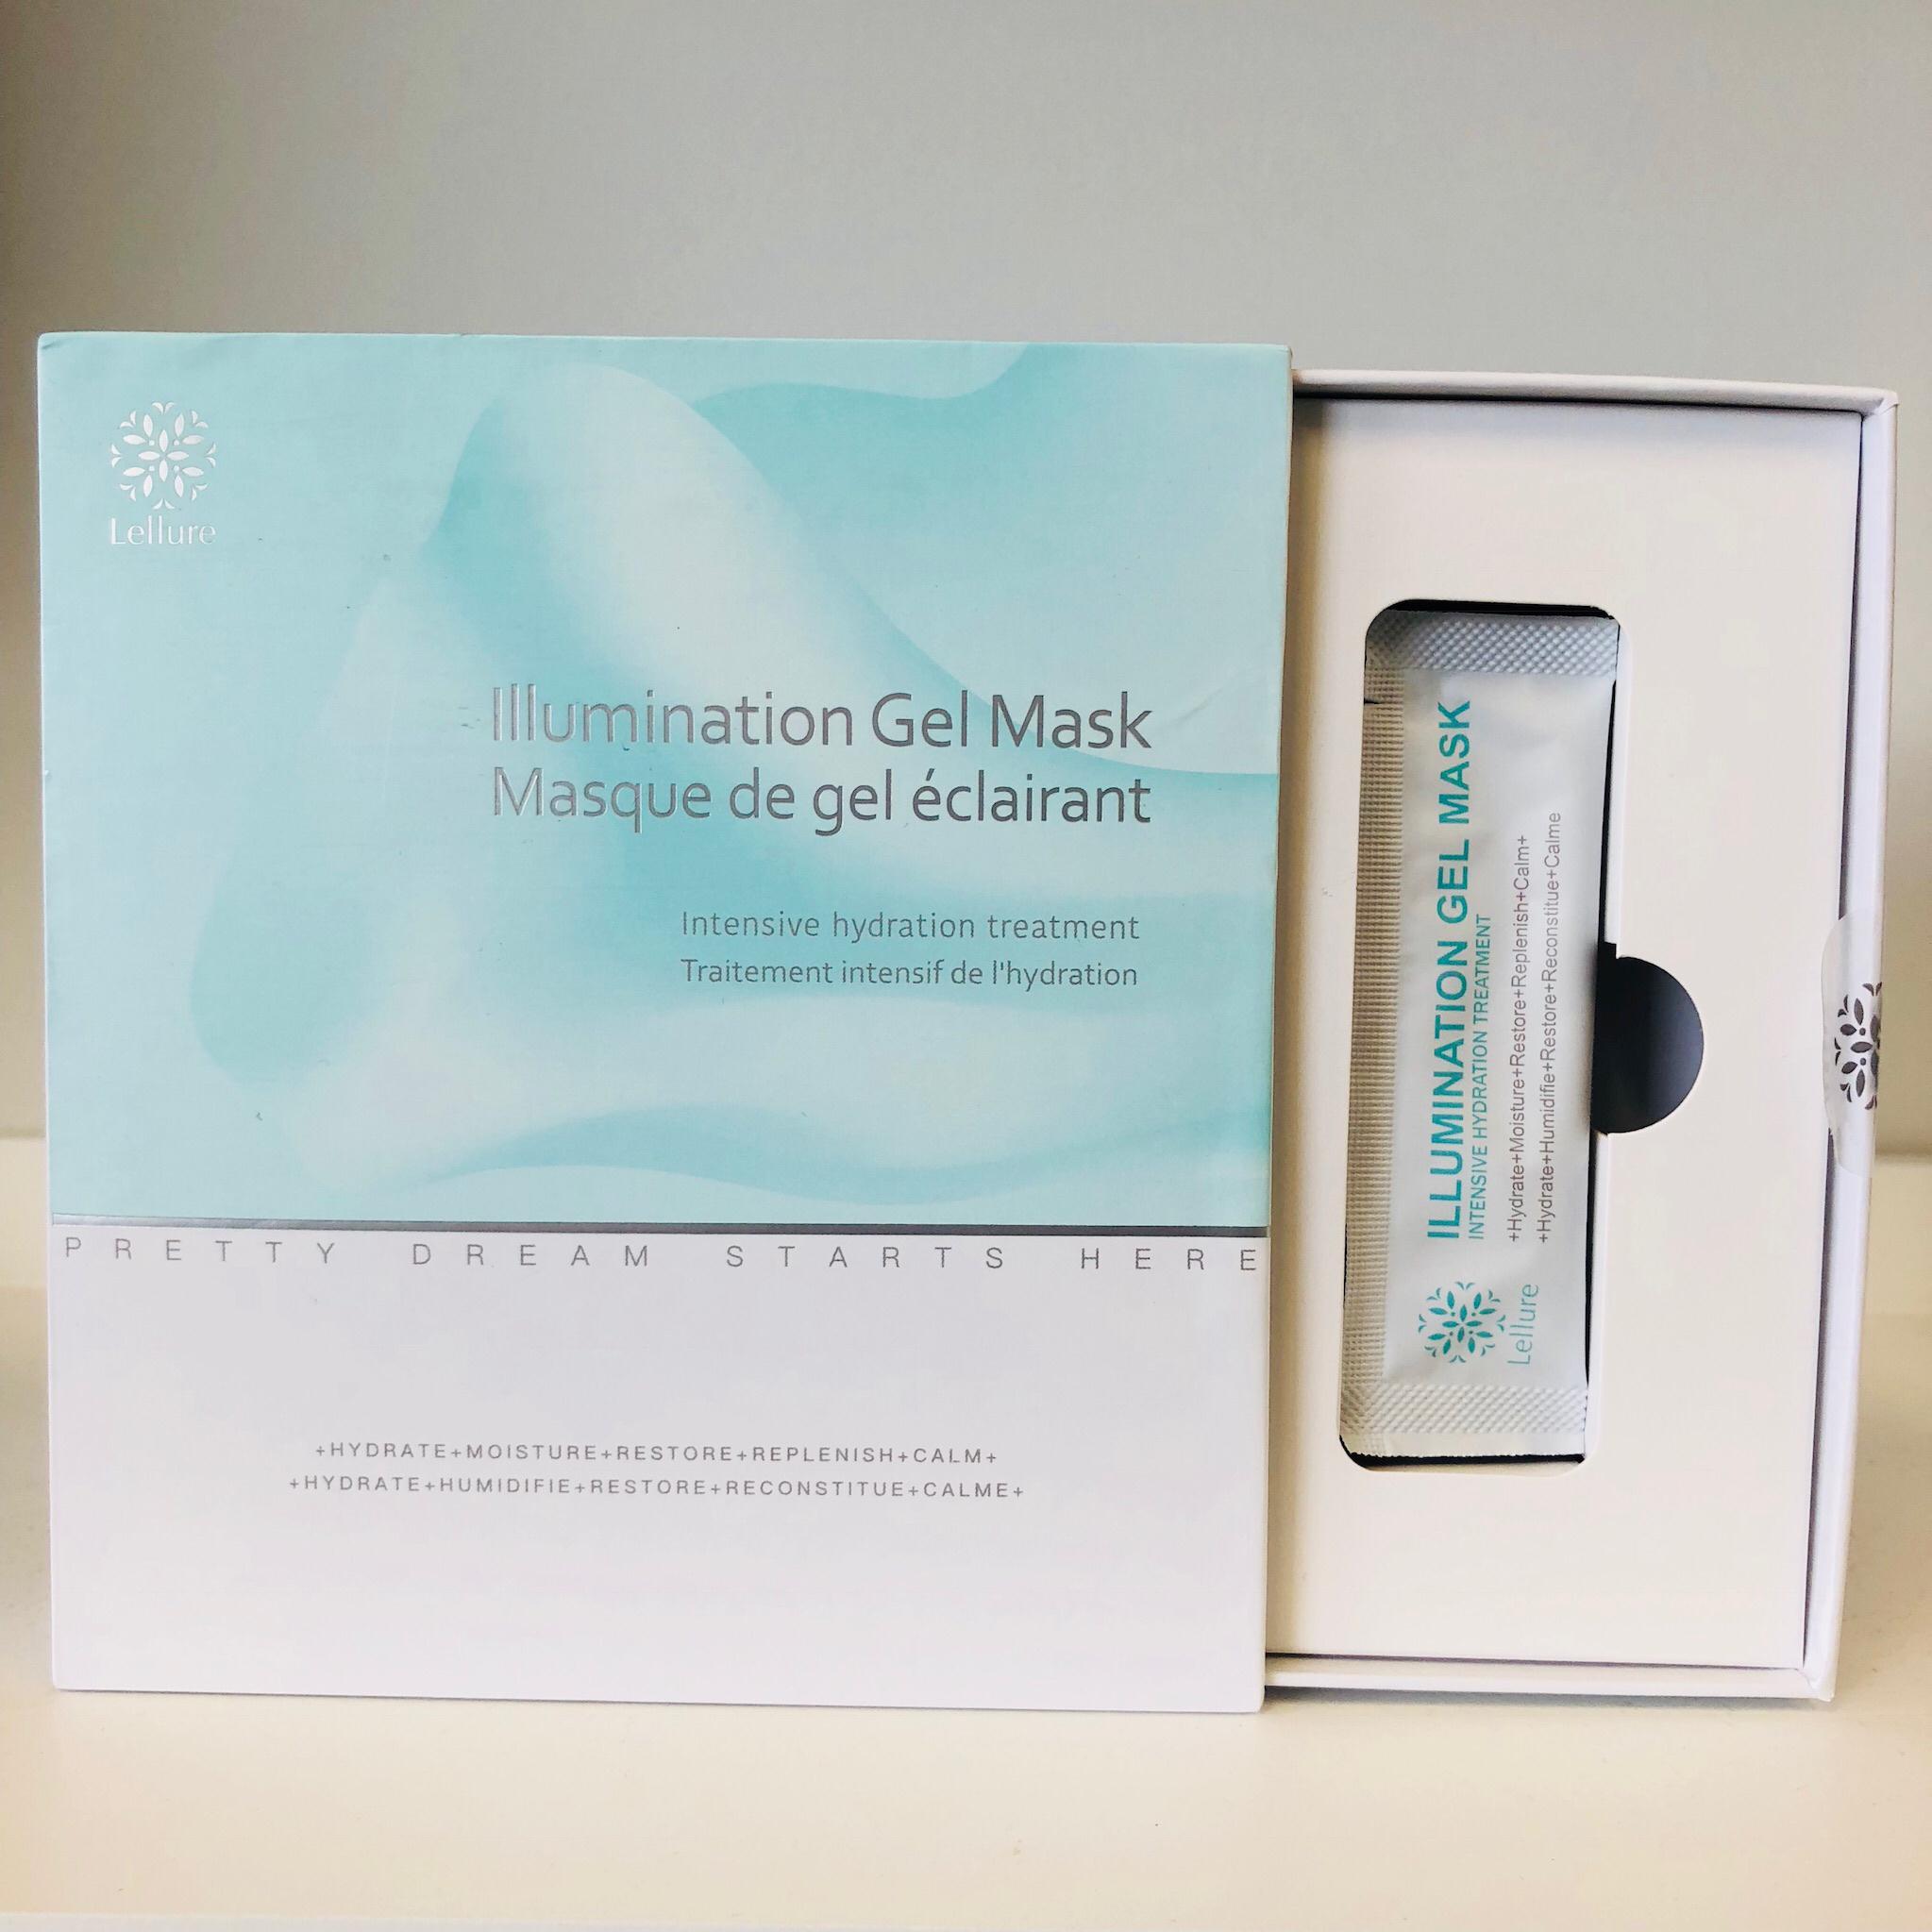 Lellure
Illumination Gel Mask
Masque de gel éclairant
Intensive hydration treatment
Traitement intensif de l'hydration
PRETTY DREAM STARTS HERE
+HYDRATE+MOISTURE+RESTORE+REPLENISH+CALM+
+HYDRATE+HUMIDIFIE+RESTORE+RECONSTITUE+CALME+
ILLUMINATION GEL MASK
INTENSIVE HYDRATION TREATMENT
+Hydrate+Moisture+Restore+Replenish+Calm+
+Hydrate+Humidifie+Restore+Reconstitue+Calme
Lellure